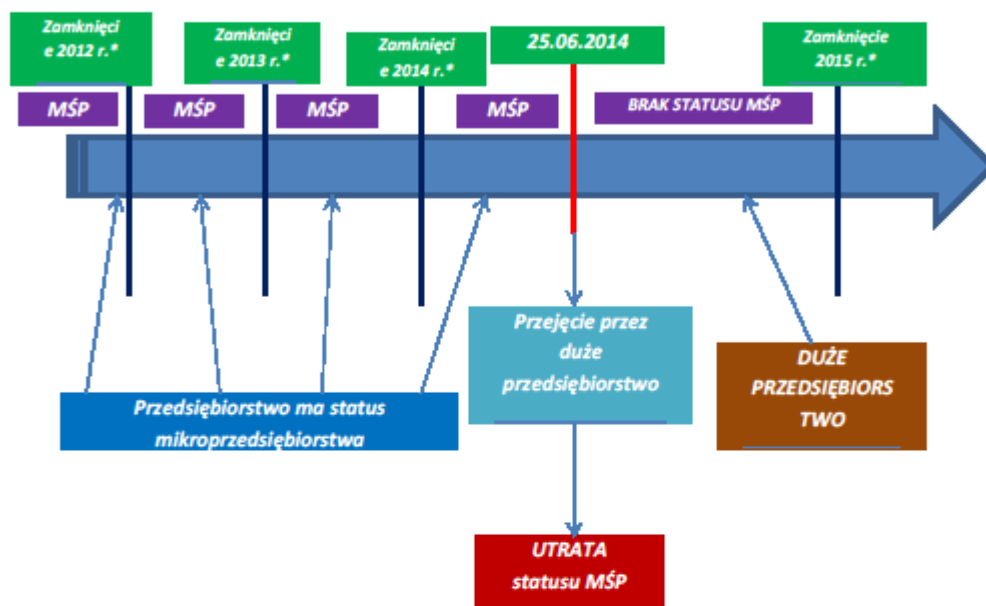 Zamknięci
e 2012 r.*
Zamknięci
e 2013 r.*
Zamknięci
e 2014 r.*
25.06.2014
Zamknięcie
2015 r.*
MŚP
MŚP
MŚP
MŚP
BRAK STATUSU MŚP
Przedsiębiorstwo ma status
mikroprzedsiębiorstwa
Przejęcie przez
duże
przedsiębiorstwo
DUŻE
PRZEDSIĘBIORS
TWO
UTRATA
statusu MŚP